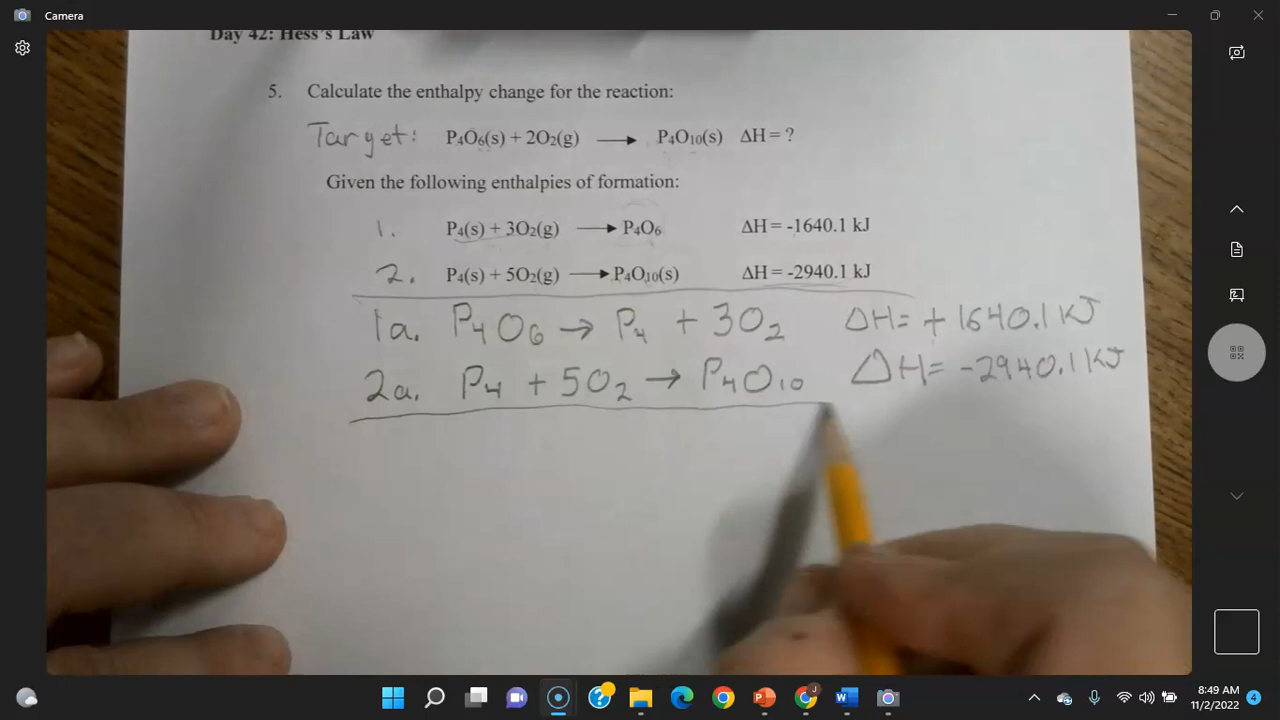 Camera
Day 42: Hess's Law
5. Calculate the enthalpy change for the reaction:
Target: P₄O₆(s) + 2O₂(g) ⟶ P₄O₁₀(s) ΔH = ?
Given the following enthalpies of formation:
1. P₄(s) + 3O₂(g) ⟶ P₄O₆ ΔH = -1640.1 kJ
2. P₄(s) + 5O₂(g) ⟶ P₄O₁₀(s) ΔH = -2940.1 kJ
1a. P₄O₆ → P₄ + 3O₂ ΔH = +1640.1 KJ
2a. P₄ + 5O₂ → P₄O₁₀ ΔH = -2940.1 KJ
8:49 AM
11/2/2022
4